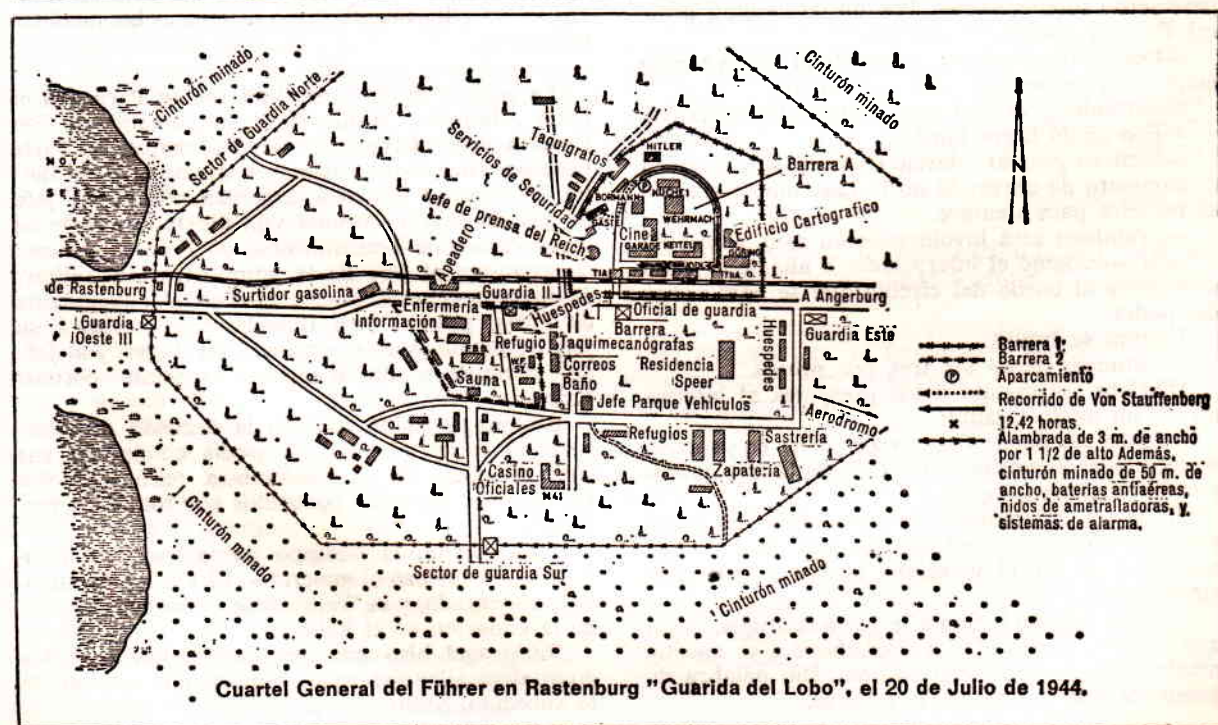 Cinturón minado
Sector de Guardia Norte
Servicios de Seguridad
Taquígrafos
Jefe de prensa del Reich
Apeadero
HITLER
BORMANN
Cinturón minado
Barrera A
Edificio Cartografico
Cine
GARAGE KEITEL
de Rastenburg
Surtidor gasolina
Guardia II
Huespedes
A Angerburg
Guardia
Oeste III
Enfermería
Información
Oficial de guardia
Barrera
Guardia Este
Refugio
Taquimecanógrafas
Huespedes
Correos
Residencia
Speer
Sauna
Baño
Jefe Parque Vehículos
Aerodromo
Refugios
Sastrería
Zapatería
Casino
Oficiales
Cinturón minado
Sector de guardia Sur
Cinturón minado
N
Barrera 1
Barrera 2
P Aparcamiento
Recorrido de Von Stauffenberg
12,42 horas
Alambrada de 3 m. de ancho
por 1 1/2 de alto Además,
cinturón minado de 50 m. de
ancho, baterias antiaéreas,
nidos de ametralladoras, y
sistemas de alarma.
Cuartel General del Führer en Rastenburg "Guarida del Lobo", el 20 de Julio de 1944.